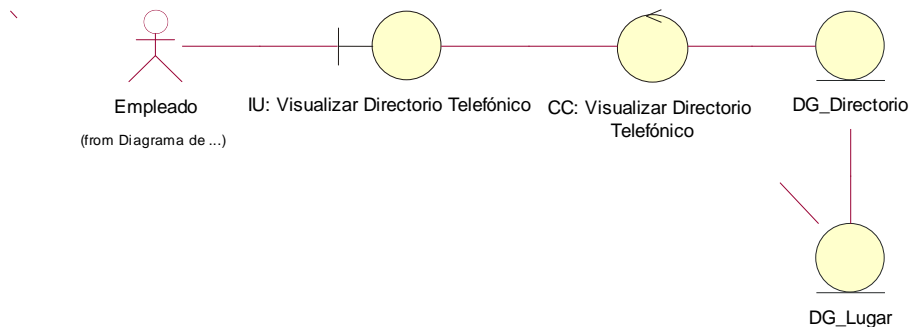 Empleado
(from Diagrama de ...)
IU: Visualizar Directorio Telefónico
CC: Visualizar Directorio
Telefónico
DG_Directorio
DG_Lugar